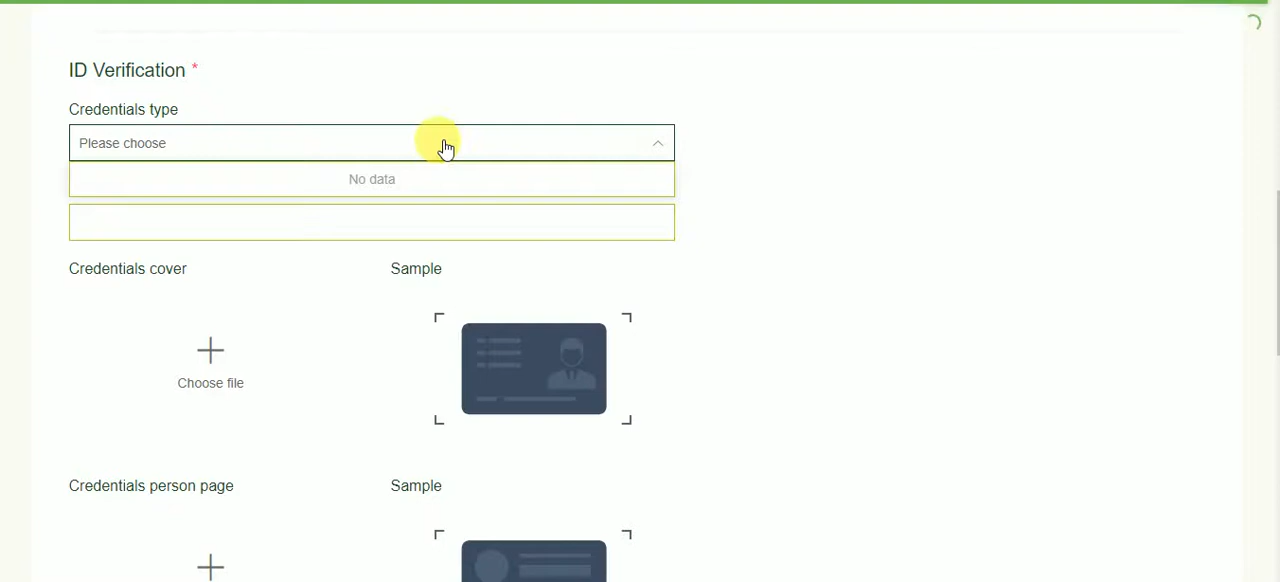 ID Verification *
Credentials type
Please choose
No data
Credentials cover
Sample
Choose file
Credentials person page
Sample